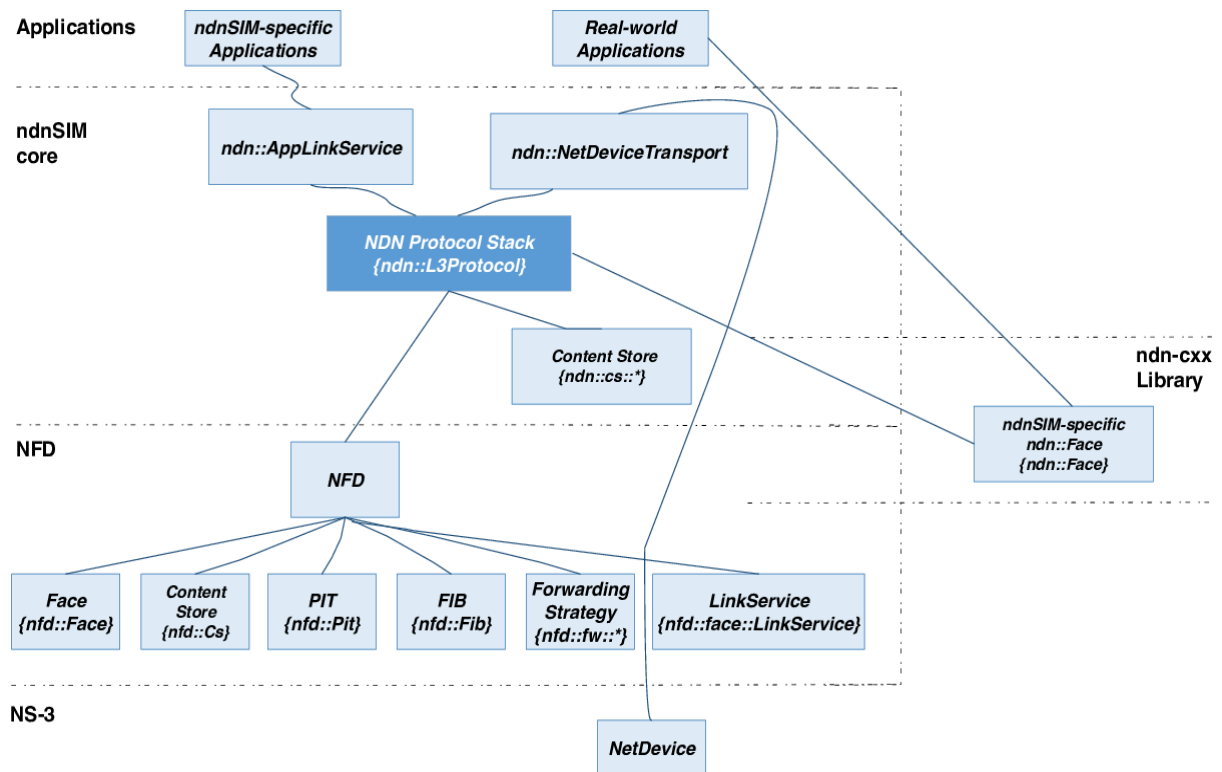 Applications
ndnSIM-specific
Applications
Real-world
Applications
ndnSIM
core
ndn::AppLinkService
ndn::NetDeviceTransport
NDN Protocol Stack
{ndn::L3Protocol}
Content Store
{ndn::cs::*}
ndn-cxx
Library
ndnSIM-specific
ndn::Face
{ndn::Face}
NFD
NFD
Face
{nfd::Face}
Content
Store
{nfd::Cs}
PIT
{nfd::Pit}
FIB
{nfd::Fib}
Forwarding
Strategy
{nfd::fw::*}
LinkService
{nfd::face::LinkService}
NS-3
NetDevice